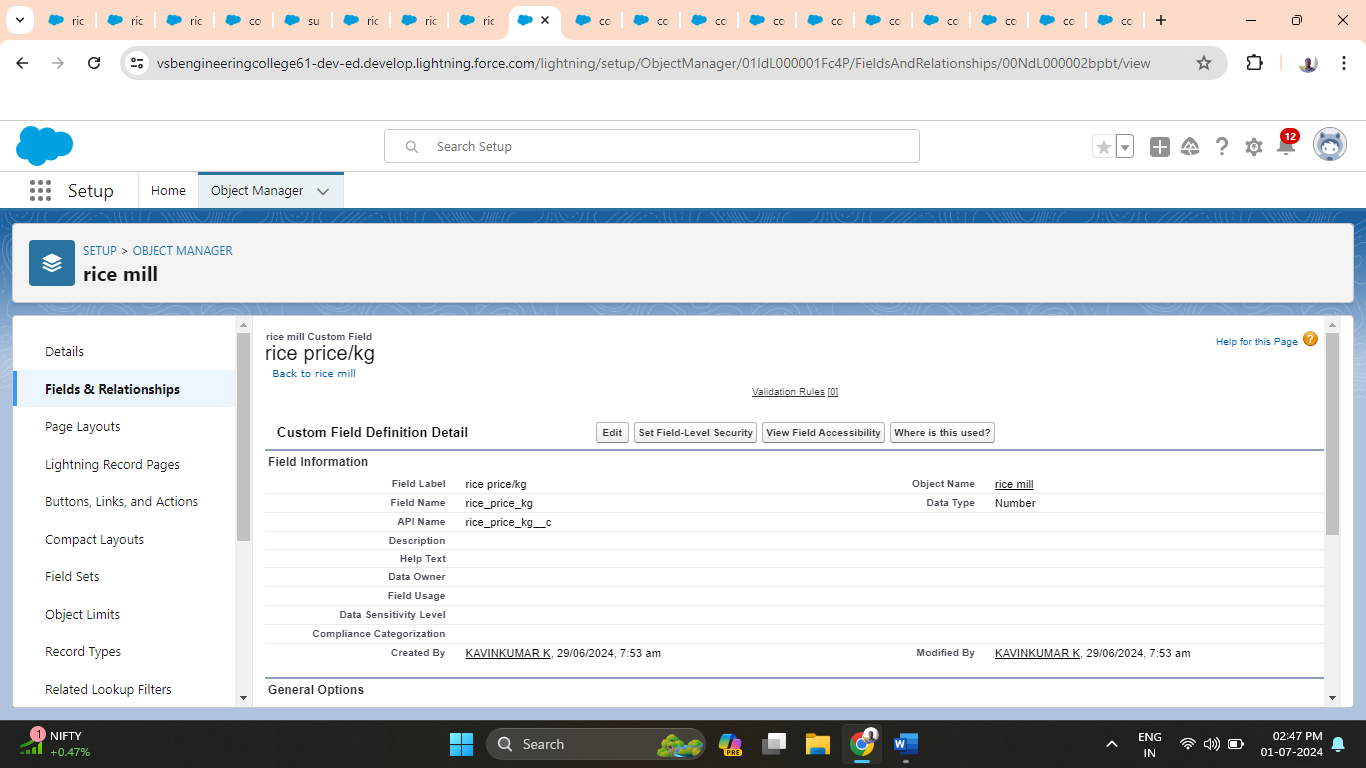 ric ric ric co su ric ric ric co co co co co co co co co co
vsbengineeringcollege61-dev-ed.develop.lightning.force.com/lightning/setup/ObjectManager/01IdL000001Fc4P/FieldsAndRelationships/00NdL000002bpbt/view
Search Setup
12
Setup Home Object Manager
SETUP > OBJECT MANAGER
rice mill
Details
Fields & Relationships
Page Layouts
Lightning Record Pages
Buttons, Links, and Actions
Compact Layouts
Field Sets
Object Limits
Record Types
Related Lookup Filters
rice mill Custom Field
rice price/kg
Back to rice mill
Help for this Page
Validation Rules [0]
Custom Field Definition Detail Edit Set Field-Level Security View Field Accessibility Where is this used?
Field Information
Field Label rice price/kg Object Name rice mill
Field Name rice_price_kg Data Type Number
API Name rice_price_kg__c
Description
Help Text
Data Owner
Field Usage
Data Sensitivity Level
Compliance Categorization
Created By KAVINKUMAR K, 29/06/2024, 7:53 am Modified By KAVINKUMAR K, 29/06/2024, 7:53 am
General Options
1
NIFTY
+0.47%
Search
PRE
ENG
IN
02:47 PM
01-07-2024